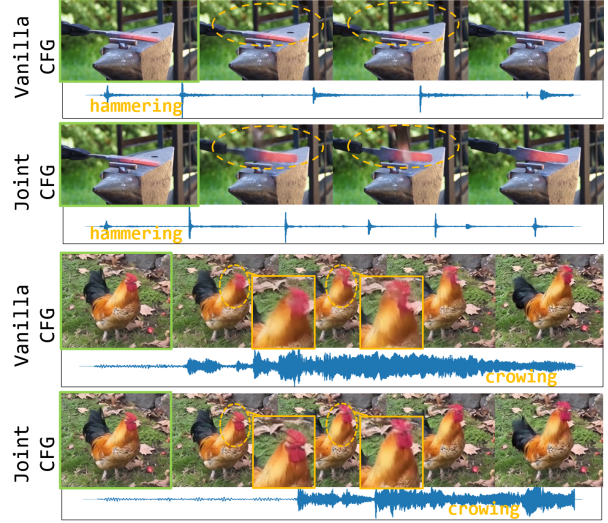 Vanilla
CFG
hammering
Joint
CFG
hammering
Vanilla
CFG
crowing
Joint
CFG
crowing